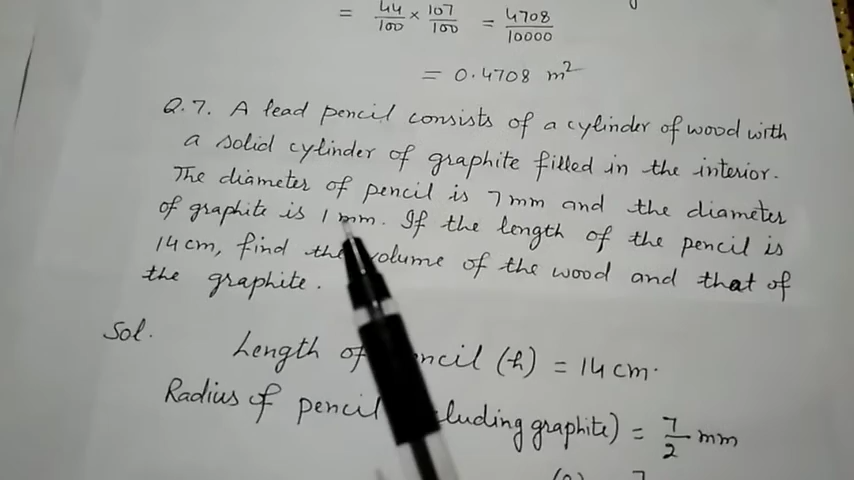 = 44/100 × 107/100 = 4708/10000
= 0.4708 m²
Q.7. A lead pencil consists of a cylinder of wood with
a solid cylinder of graphite filled in the interior.
The diameter of pencil is 7 mm and the diameter
of graphite is 1 mm. If the length of the pencil is
14 cm, find the volume of the wood and that of
the graphite.
Sol.
Length of pencil (h) = 14 cm.
Radius of pencil (including graphite) = 7/2 mm